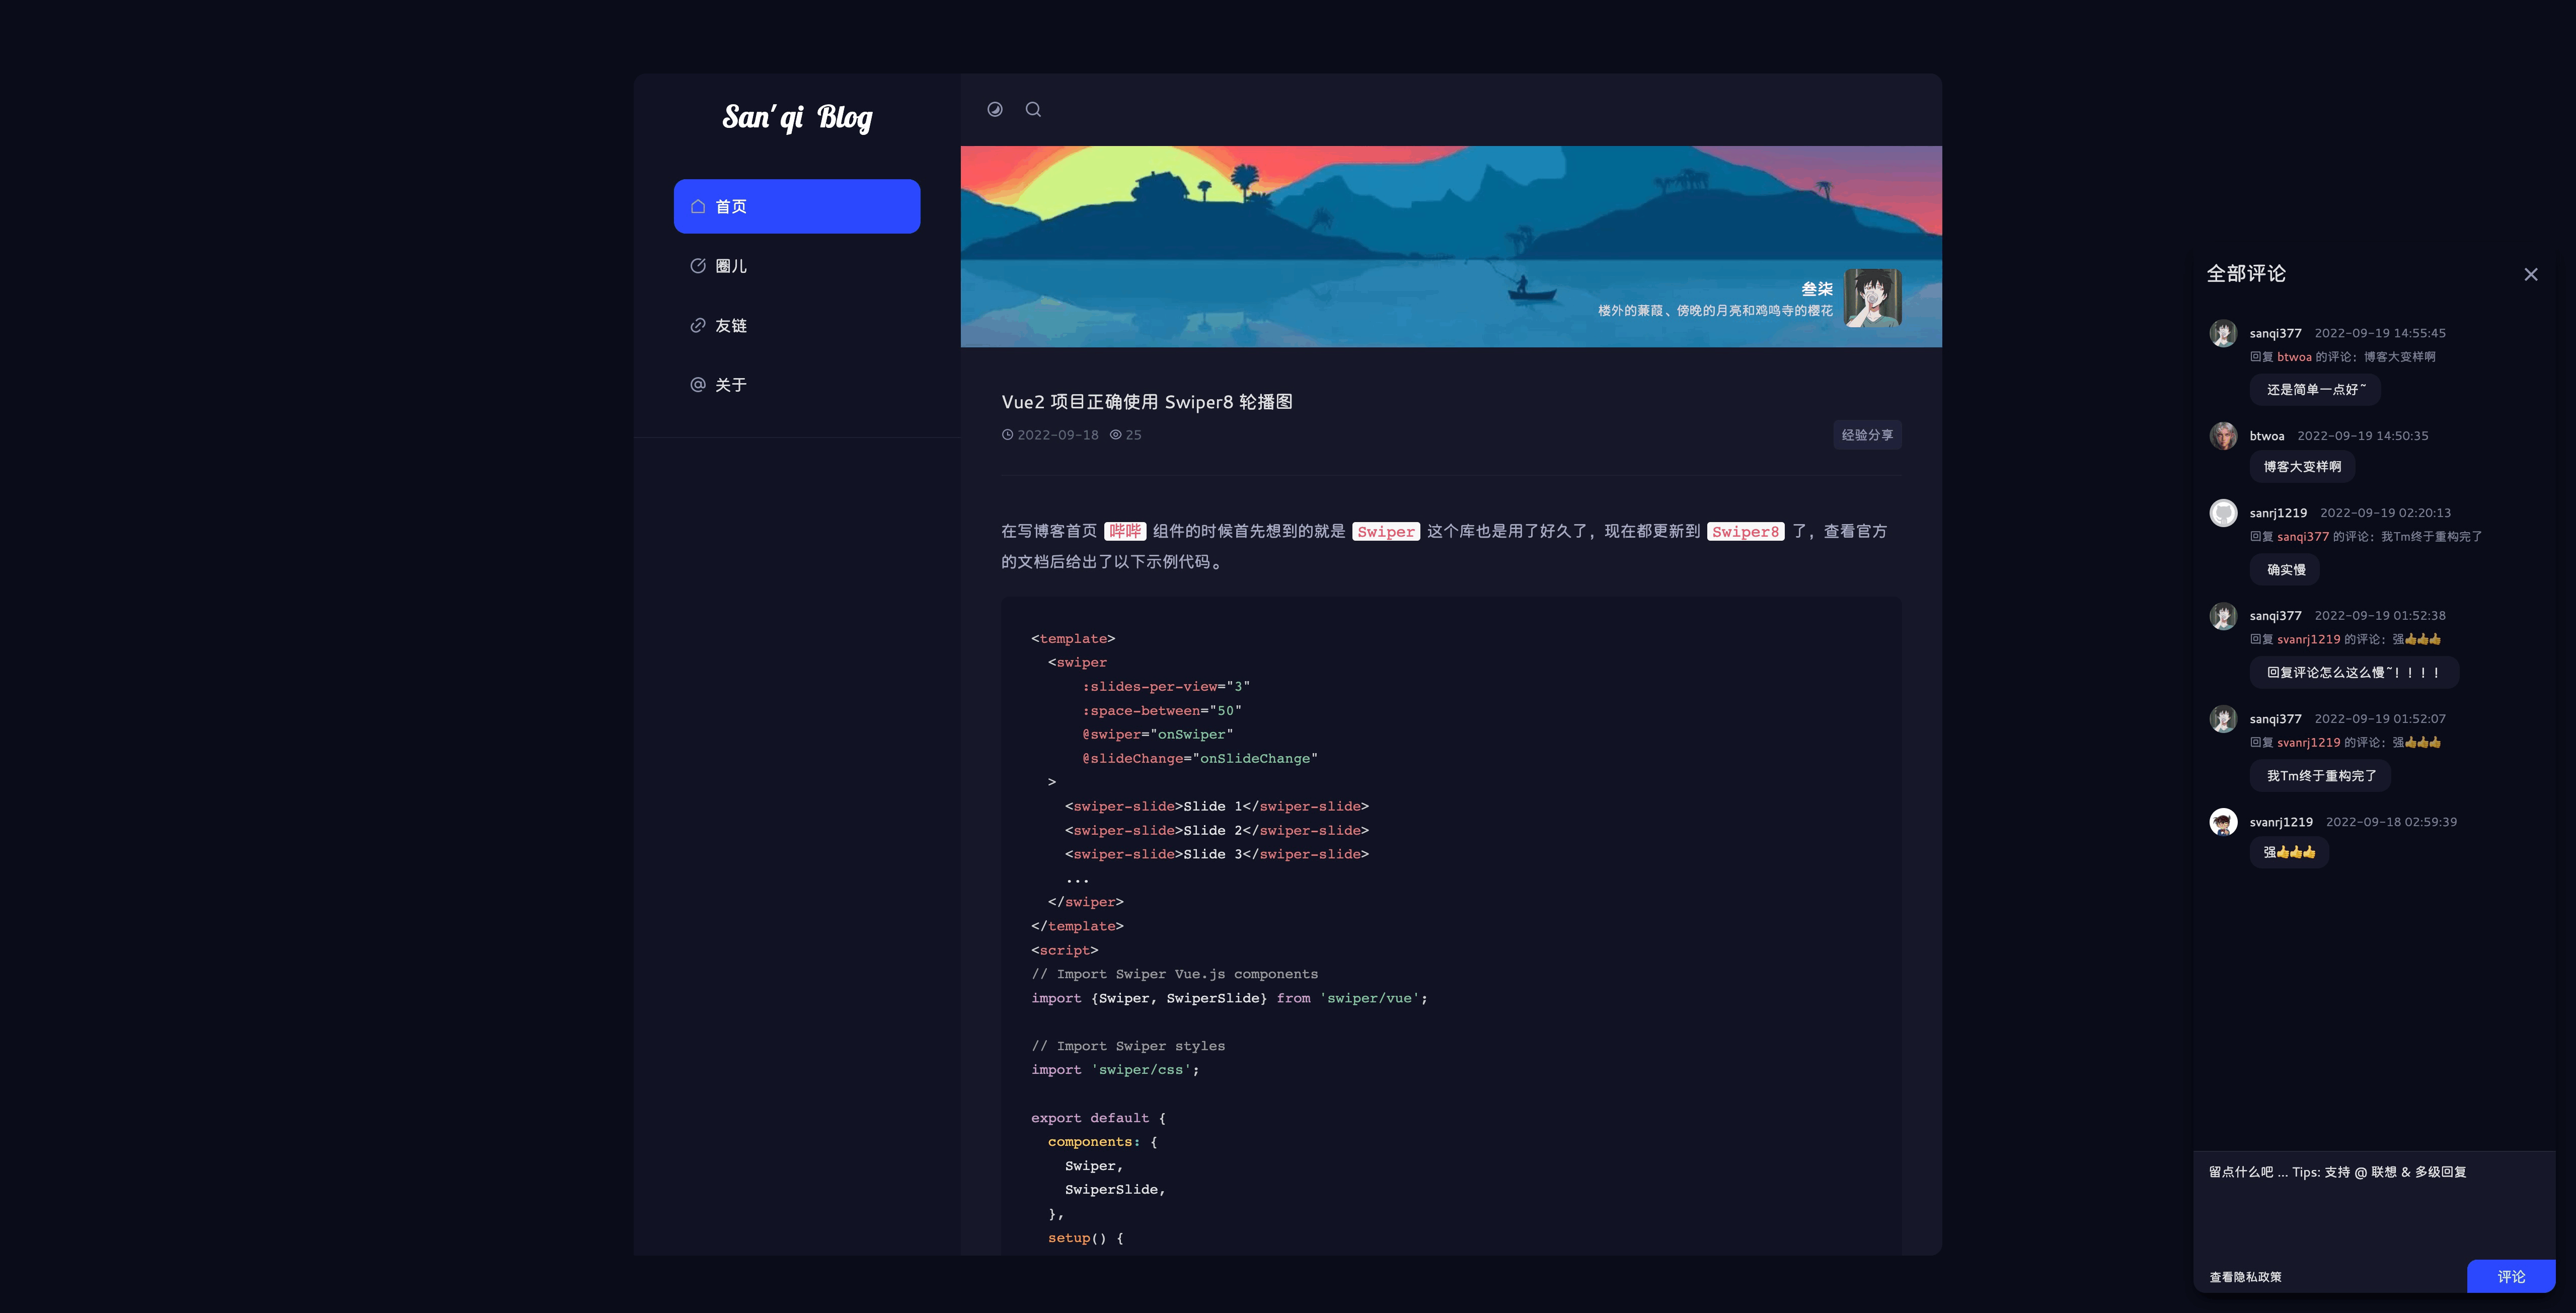 San'qi Blog
首页
圈儿
友链
关于
叁柒
楼外的蒹葭、傍晚的月亮和鸡鸣寺的樱花
Vue2 项目正确使用 Swiper8 轮播图
2022-09-18 25
经验分享
在写博客首页 哔哔 组件的时候首先想到的就是 Swiper 这个库也是用了好久了，现在都更新到 Swiper8 了，查看官方
的文档后给出了以下示例代码。
<template>
  <swiper
      :slides-per-view="3"
      :space-between="50"
      @swiper="onSwiper"
      @slideChange="onSlideChange"
  >
    <swiper-slide>Slide 1</swiper-slide>
    <swiper-slide>Slide 2</swiper-slide>
    <swiper-slide>Slide 3</swiper-slide>
    ...
  </swiper>
</template>
<script>
// Import Swiper Vue.js components
import {Swiper, SwiperSlide} from 'swiper/vue';
// Import Swiper styles
import 'swiper/css';
export default {
  components: {
    Swiper,
    SwiperSlide,
  },
  setup() {
全部评论
sanqi377 2022-09-19 14:55:45
回复 btwoa 的评论：博客大变样啊
还是简单一点好~
btwoa 2022-09-19 14:50:35
博客大变样啊
sanrj1219 2022-09-19 02:20:13
回复 sanqi377 的评论：我Tm终于重构完了
确实慢
sanqi377 2022-09-19 01:52:38
回复 svanrj1219 的评论：强👍👍👍
回复评论怎么这么慢~！！！！
sanqi377 2022-09-19 01:52:07
回复 svanrj1219 的评论：强👍👍👍
我Tm终于重构完了
svanrj1219 2022-09-18 02:59:39
强👍👍👍
留点什么吧 ... Tips: 支持 @ 联想 & 多级回复
查看隐私政策
评论